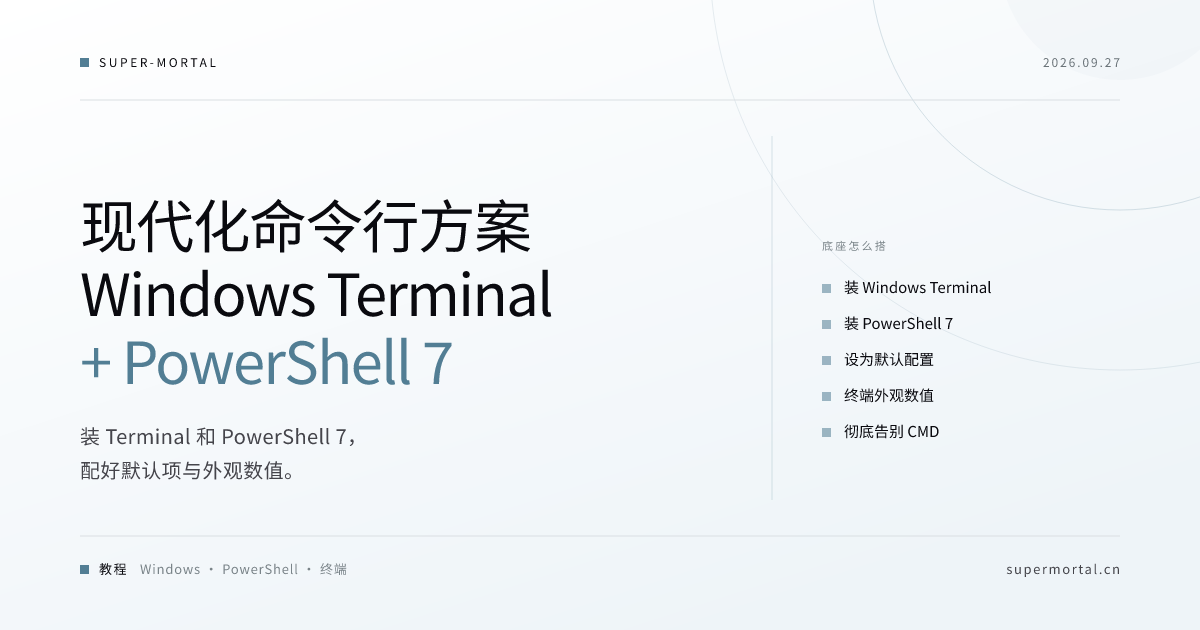 SUPER-MORTAL
2026.09.27
现代化命令行方案
Windows Terminal
+ PowerShell 7
装 Terminal 和 PowerShell 7，
配好默认项与外观数值。
底座怎么搭
装 Windows Terminal
装 PowerShell 7
设为默认配置
终端外观数值
彻底告别 CMD
教程 Windows · PowerShell · 终端
supermortal.cn